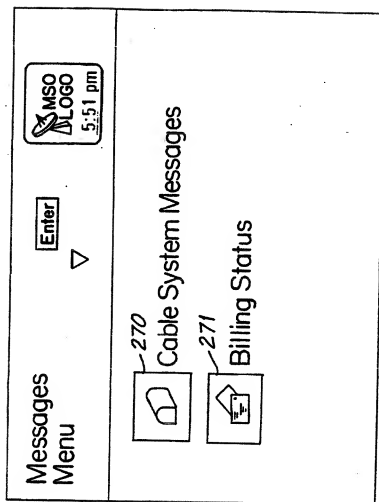 Messages
Menu
Enter
MSO
LOGO
5:51 pm
270
Cable System Messages
271
Billing Status